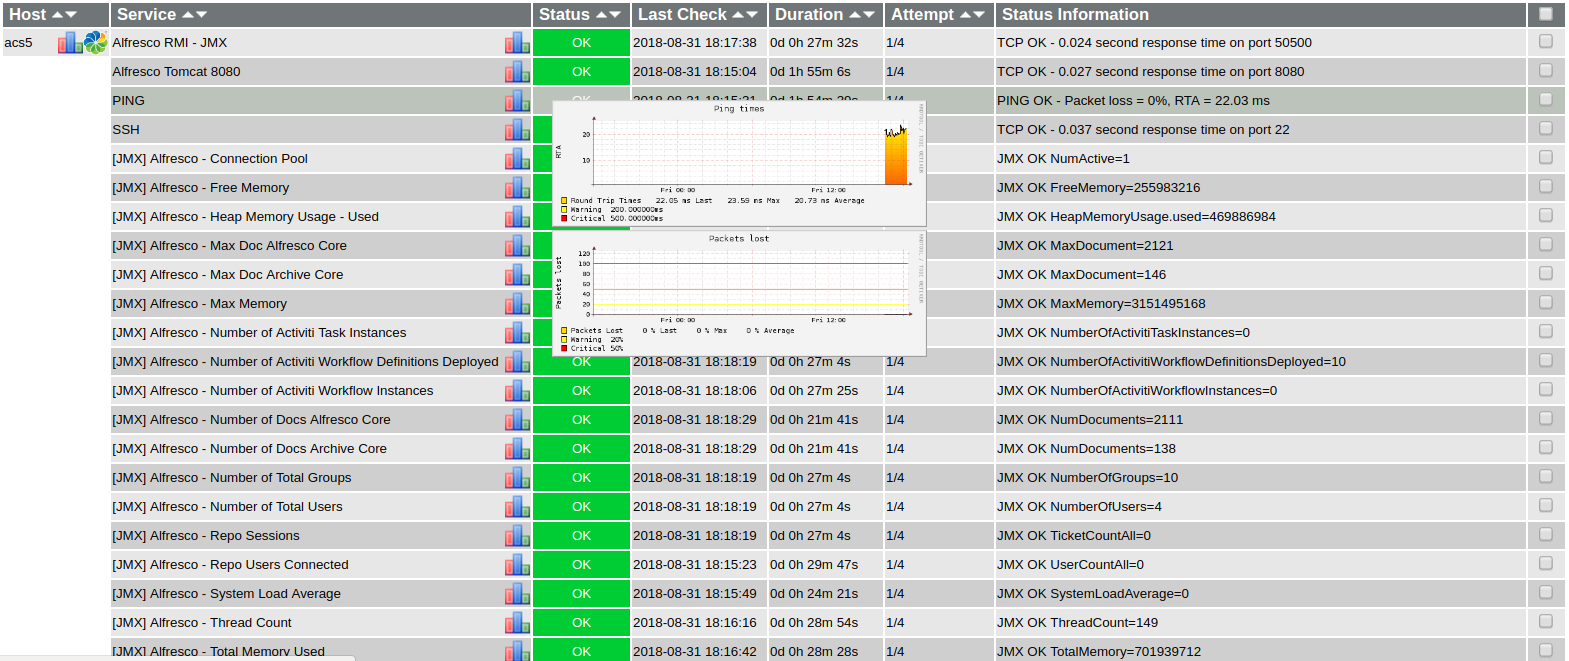 Host Service Status Last Check Duration Attempt Status Information
acs5 Alfresco RMI - JMX OK 2018-08-31 18:17:38 0d 0h 27m 32s 1/4 TCP OK - 0.024 second response time on port 50500
Alfresco Tomcat 8080 OK 2018-08-31 18:15:04 0d 1h 55m 6s 1/4 TCP OK - 0.027 second response time on port 8080
PING OK 2018-08-31 18:15:31 0d 1h 54m 39s 1/4 PING OK - Packet loss = 0%, RTA = 22.03 ms
SSH TCP OK - 0.037 second response time on port 22
[JMX] Alfresco - Connection Pool JMX OK NumActive=1
[JMX] Alfresco - Free Memory JMX OK FreeMemory=255983216
[JMX] Alfresco - Heap Memory Usage - Used JMX OK HeapMemoryUsage.used=469886984
[JMX] Alfresco - Max Doc Alfresco Core JMX OK MaxDocument=2121
[JMX] Alfresco - Max Doc Archive Core JMX OK MaxDocument=146
[JMX] Alfresco - Max Memory JMX OK MaxMemory=3151495168
[JMX] Alfresco - Number of Activiti Task Instances JMX OK NumberOfActivitiTaskInstances=0
[JMX] Alfresco - Number of Activiti Workflow Definitions Deployed OK 2018-08-31 18:18:19 0d 0h 27m 4s 1/4 JMX OK NumberOfActivitiWorkflowDefinitionsDeployed=10
[JMX] Alfresco - Number of Activiti Workflow Instances OK 2018-08-31 18:18:06 0d 0h 27m 25s 1/4 JMX OK NumberOfActivitiWorkflowInstances=0
[JMX] Alfresco - Number of Docs Alfresco Core OK 2018-08-31 18:18:29 0d 0h 21m 41s 1/4 JMX OK NumDocuments=2111
[JMX] Alfresco - Number of Docs Archive Core OK 2018-08-31 18:18:29 0d 0h 21m 41s 1/4 JMX OK NumDocuments=138
[JMX] Alfresco - Number of Total Groups OK 2018-08-31 18:18:19 0d 0h 27m 4s 1/4 JMX OK NumberOfGroups=10
[JMX] Alfresco - Number of Total Users OK 2018-08-31 18:18:19 0d 0h 27m 4s 1/4 JMX OK NumberOfUsers=4
[JMX] Alfresco - Repo Sessions OK 2018-08-31 18:18:19 0d 0h 27m 4s 1/4 JMX OK TicketCountAll=0
[JMX] Alfresco - Repo Users Connected OK 2018-08-31 18:15:23 0d 0h 29m 47s 1/4 JMX OK UserCountAll=0
[JMX] Alfresco - System Load Average OK 2018-08-31 18:15:49 0d 0h 24m 21s 1/4 JMX OK SystemLoadAverage=0
[JMX] Alfresco - Thread Count OK 2018-08-31 18:16:16 0d 0h 28m 54s 1/4 JMX OK ThreadCount=149
[JMX] Alfresco - Total Memory Used OK 2018-08-31 18:16:42 0d 0h 28m 28s 1/4 JMX OK TotalMemory=701939712
Ping times
RTA
20
10
Fri 00:00 Fri 12:00
Round Trip Times 22.05 ms Last 23.59 ms Max 20.73 ms Average
Warning 200.000000ms
Critical 500.000000ms
Packets lost
Packets lost
120
100
80
60
40
20
0
Fri 00:00 Fri 12:00
Packets Lost 0 % Last 0 % Max 0 % Average
Warning 20%
Critical 50%